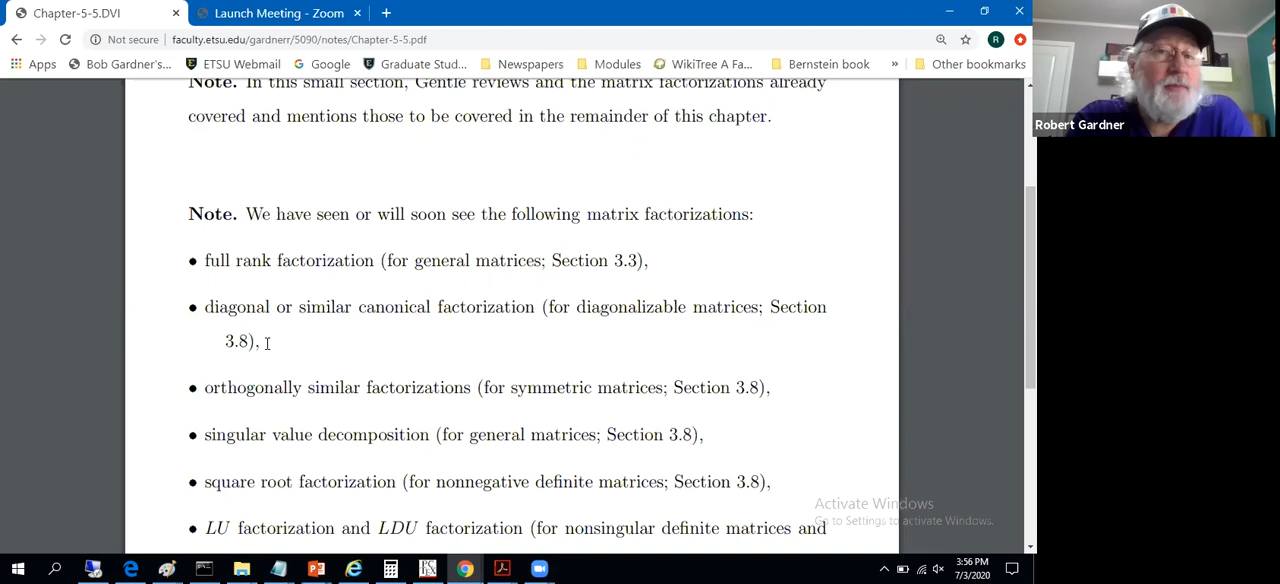 Chapter-5-5.DVI
Launch Meeting - Zoom
Not secure
faculty.etsu.edu/gardnerr/5090/notes/Chapter-5-5.pdf
R
Apps
Bob Gardner's...
ETSU Webmail
Google
Graduate Stud...
Newspapers
Modules
WikiTree A Fa...
Bernstein book
»
Other bookmarks
Note. In this small section, Gentle reviews and the matrix factorizations already
covered and mentions those to be covered in the remainder of this chapter.
Note. We have seen or will soon see the following matrix factorizations:
• full rank factorization (for general matrices; Section 3.3),
• diagonal or similar canonical factorization (for diagonalizable matrices; Section
3.8),
• orthogonally similar factorizations (for symmetric matrices; Section 3.8),
• singular value decomposition (for general matrices; Section 3.8),
• square root factorization (for nonnegative definite matrices; Section 3.8),
• LU factorization and LDU factorization (for nonsingular definite matrices and
Robert Gardner
Activate Windows
Go to Settings to activate Windows.
3:56 PM
7/3/2020